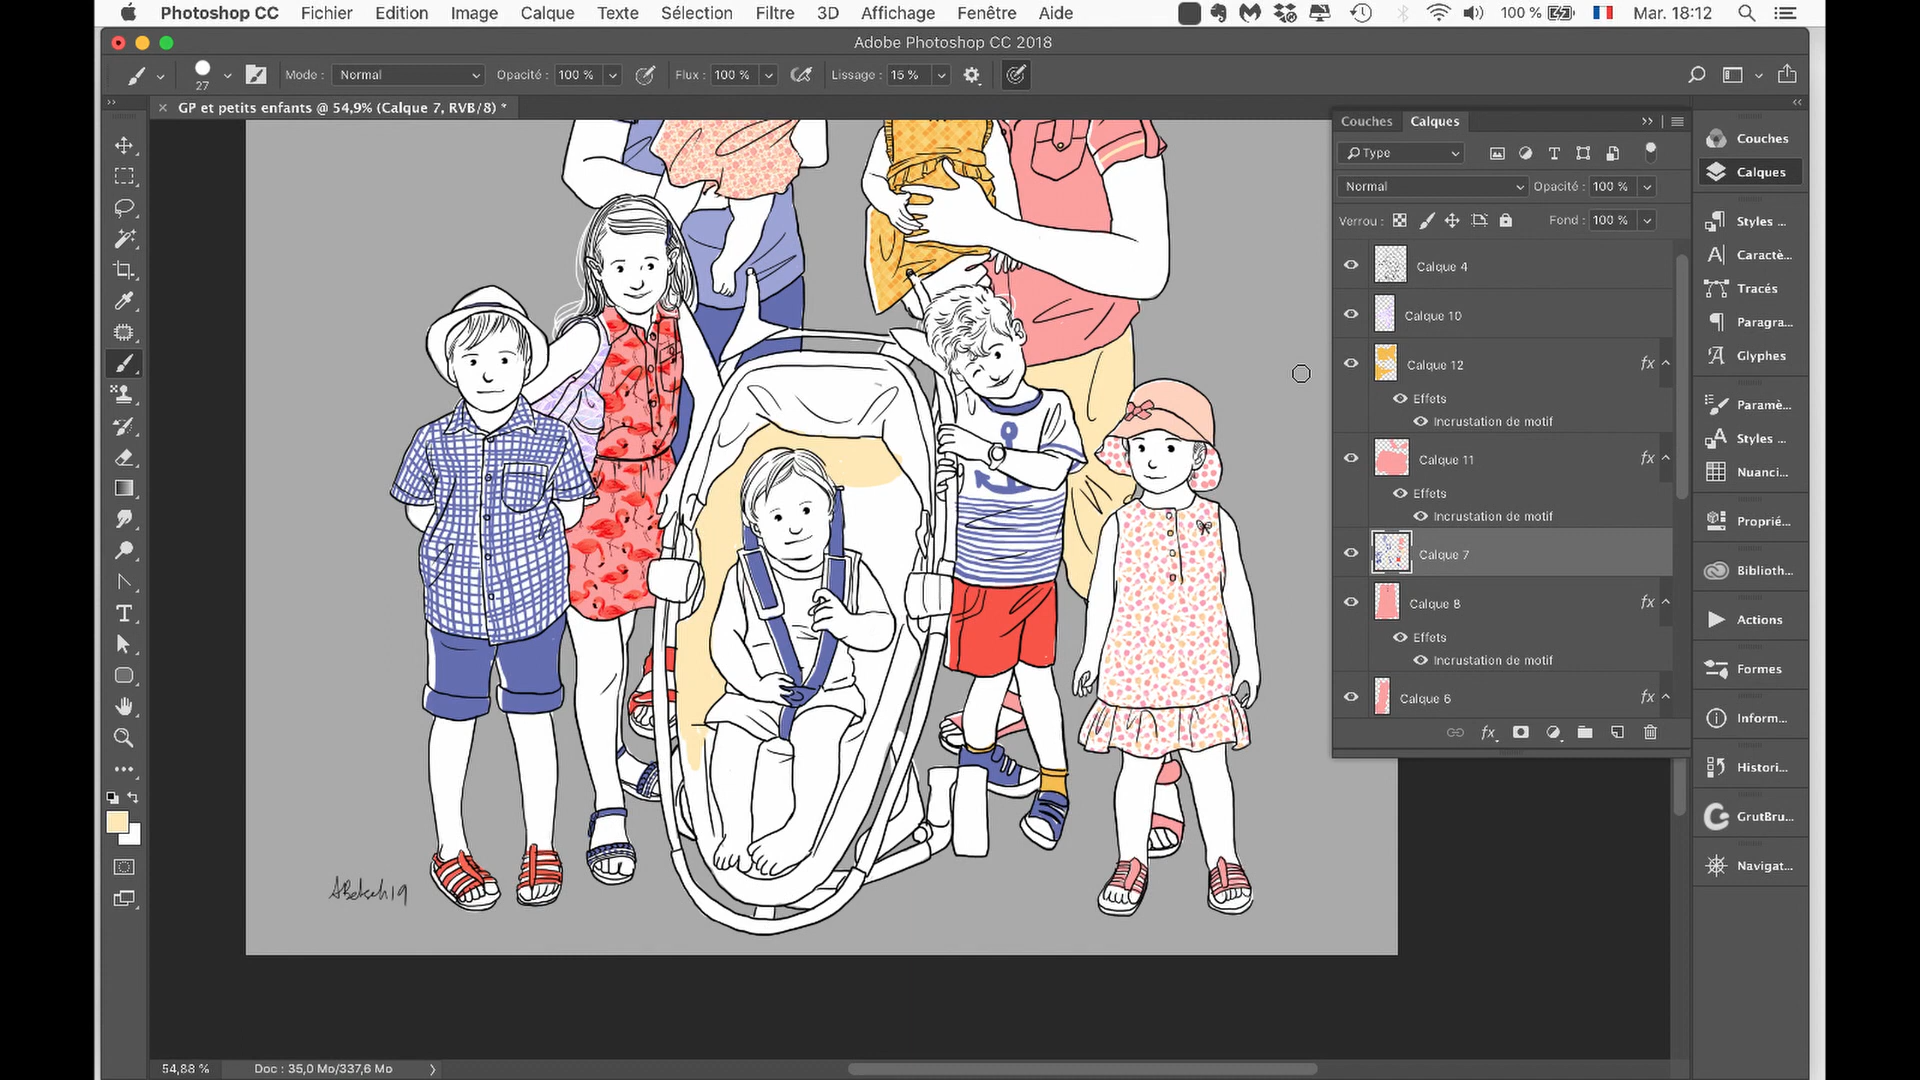 Photoshop CC Fichier Edition Image Calque Texte Sélection Filtre 3D Affichage Fenêtre Aide 100 % Mar. 18:12
Adobe Photoshop CC 2018
27 Mode : Normal Opacité : 100 % Flux : 100 % Lissage : 15 %
GP et petits enfants @ 54,9% (Calque 7, RVB/8) *
Couches Calques
Type
Normal Opacité : 100 %
Verrou : Fond : 100 %
Calque 4
Calque 10
Calque 12 fx
Effets
Incrustation de motif
Calque 11 fx
Effets
Incrustation de motif
Calque 7
Calque 8 fx
Effets
Incrustation de motif
Calque 6 fx
fx
Couches
Calques
Styles ...
Caractè...
Tracés
Paragra...
Glyphes
Paramè...
Styles ...
Nuanci...
Proprié...
Biblioth...
Actions
Formes
Inform...
Histori...
GrutBru...
Navigat...
54,88 % Doc : 35,0 Mo/337,6 Mo